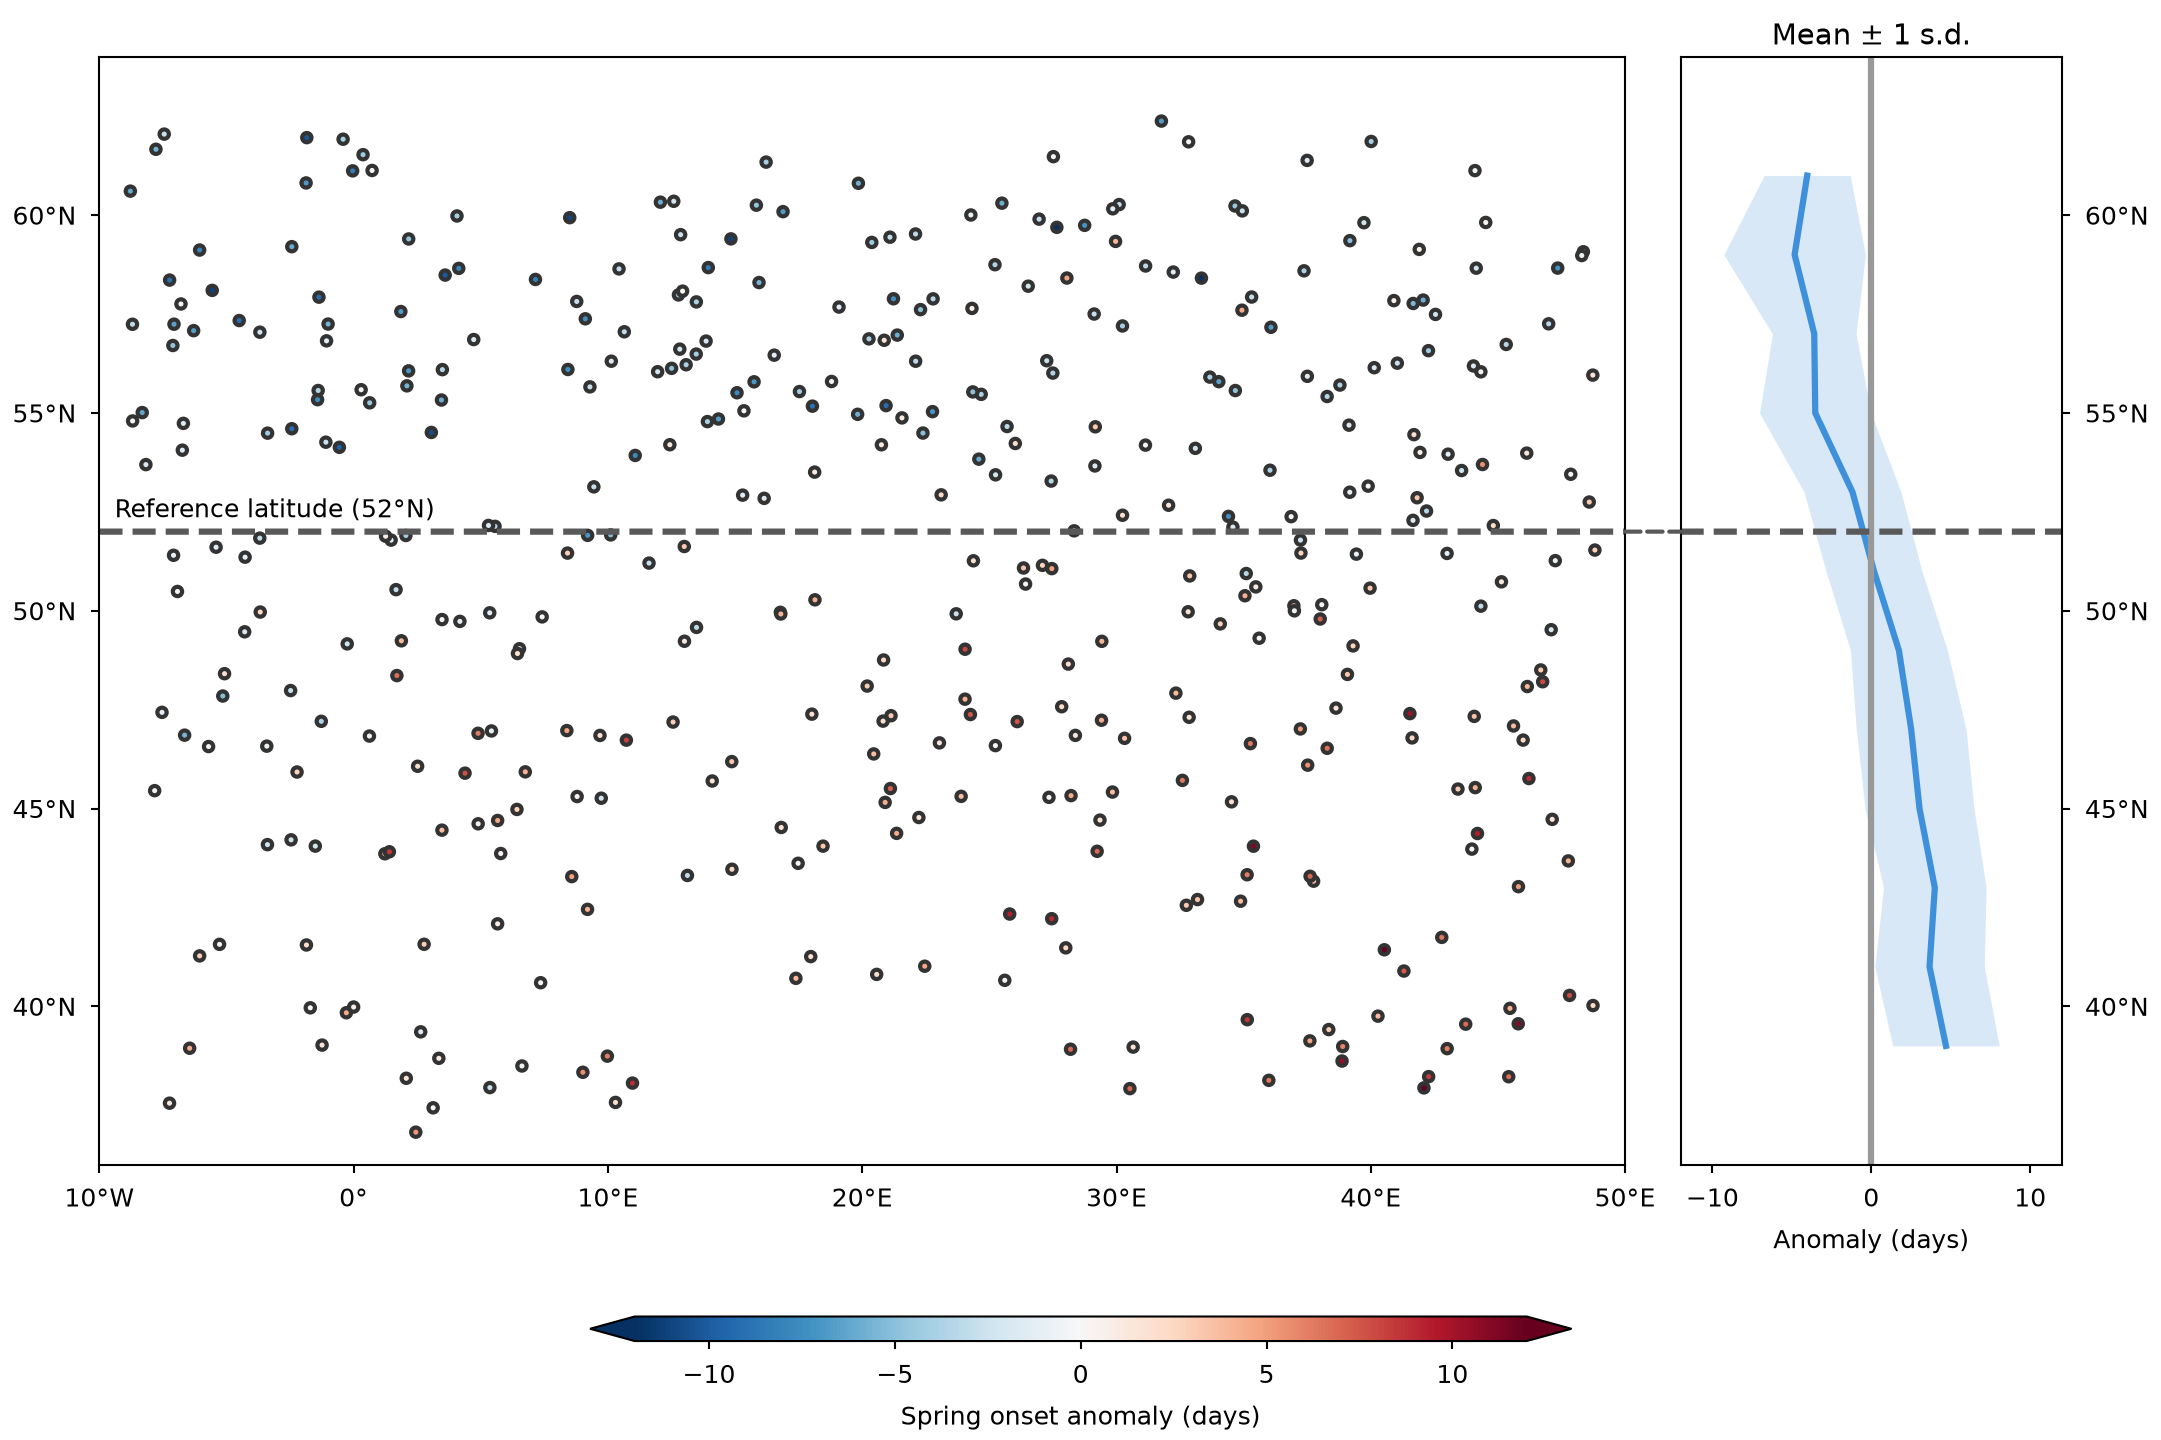 Mean ± 1 s.d.
60°N
60°N
55°N
55°N
Reference latitude (52°N)
50°N
50°N
45°N
45°N
40°N
40°N
10°W 0° 10°E 20°E 30°E 40°E 50°E
−10 0 10
Anomaly (days)
−10 −5 0 5 10
Spring onset anomaly (days)